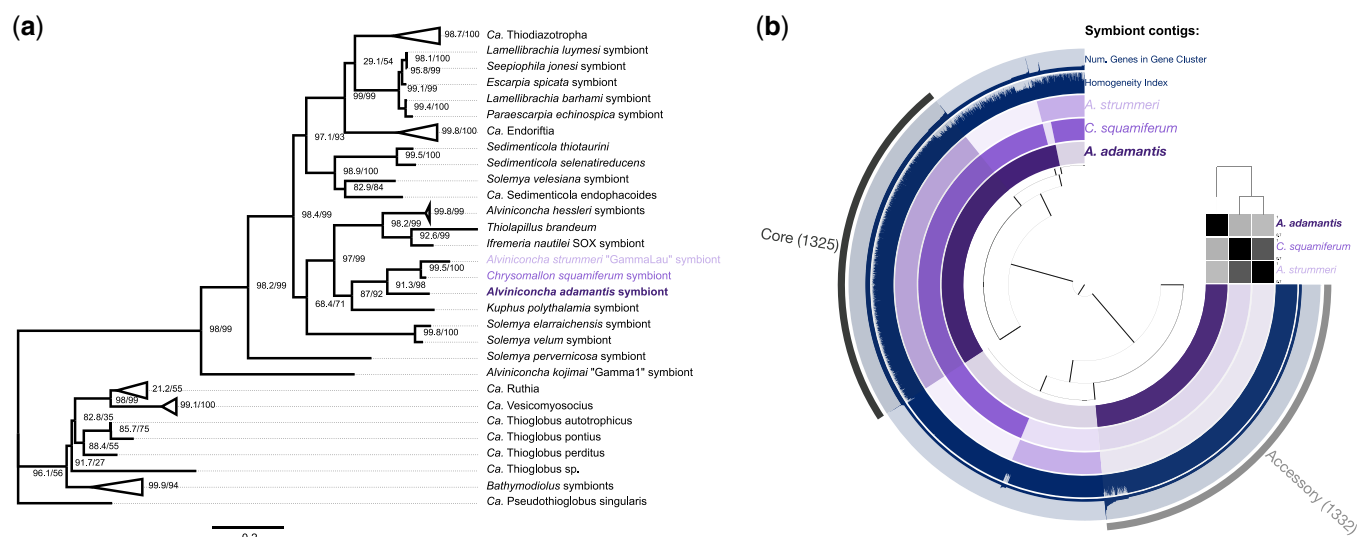 (a)
Ca. Thiodiazotropha
Lamellibrachia luymesi symbiont
Seepiophila jonesi symbiont
Escarpia spicata symbiont
Lamellibrachia barhami symbiont
Paraescarpia echinospica symbiont
Ca. Endoriftia
Sedimenticola thiotaurini
Sedimenticola selenatireducens
Solemya velesiana symbiont
Ca. Sedimenticola endophacoides
Alviniconcha hessleri symbionts
Thiolapillus brandeum
Ifremeria nautilei SOX symbiont
Alviniconcha strummeri "GammaLau" symbiont
Chrysomallon squamiferum symbiont
Alviniconcha adamantis symbiont
Kuphus polythalamia symbiont
Solemya elarraichensis symbiont
Solemya velum symbiont
Solemya pervernicosa symbiont
Alviniconcha kojimai "Gamma1" symbiont
Ca. Ruthia
Ca. Vesicomyosocius
Ca. Thioglobus autotrophicus
Ca. Thioglobus pontius
Ca. Thioglobus perditus
Ca. Thioglobus sp.
Bathymodiolus symbionts
Ca. Pseudothioglobus singularis
98.7/100
29.1/54
98.1/100
95.8/99
99.1/99
99/99
99.4/100
99.8/100
97.1/93
99.5/100
98.9/100
82.9/84
98.4/99
99.8/99
98.2/99
92.6/99
97/99
99.5/100
91.3/98
98.2/99
87/92
68.4/71
99.8/100
98/99
21.2/55
98/99
99.1/100
82.8/35
85.7/75
88.4/55
91.7/27
96.1/56
99.9/94
(b)
Symbiont contigs:
Num. Genes in Gene Cluster
Homogeneity Index
A. strummeri
C. squamiferum
A. adamantis
Core (1325)
A. adamantis
C. squamiferum
A. strummeri
Accessory (1332)